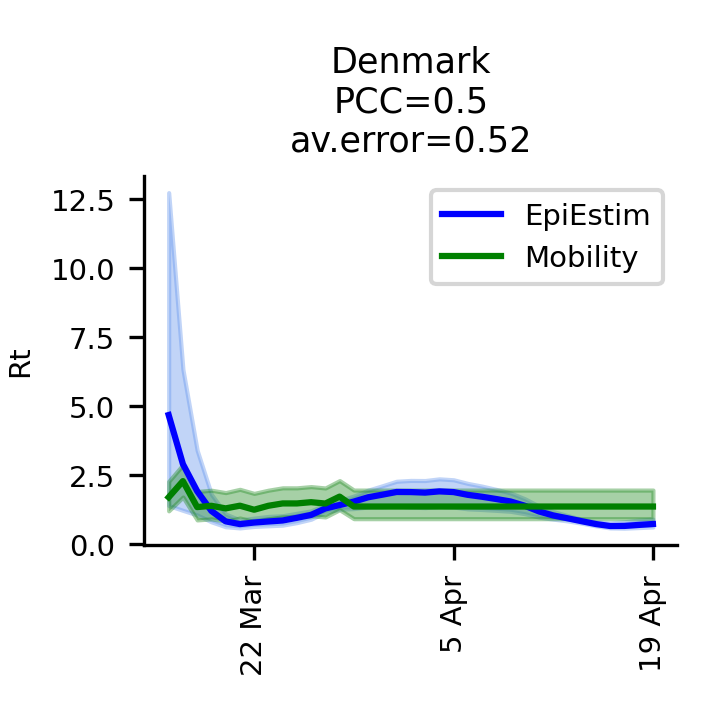 Denmark
PCC=0.5
av.error=0.52
EpiEstim
Mobility
Rt
12.5
10.0
7.5
5.0
2.5
0.0
22 Mar
5 Apr
19 Apr